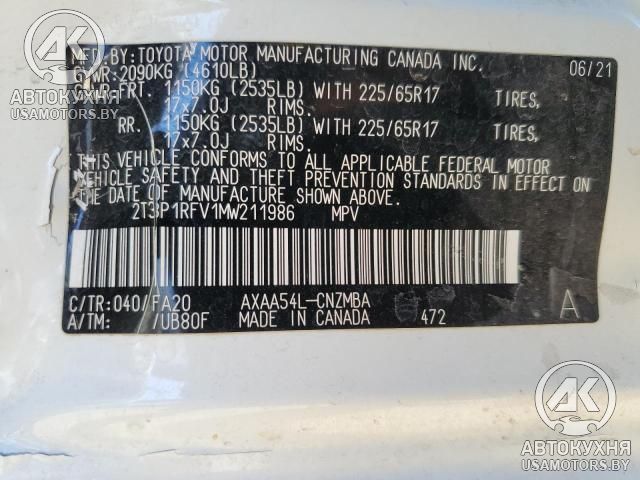 MFD. BY: TOYOTA MOTOR MANUFACTURING CANADA INC. 06/21
GVWR: 2090KG (4610LB)
GAWR: FRT. 1150KG (2535LB) WITH 225/65R17 TIRES,
17x7.0J RIMS.
RR. 1150KG (2535LB) WITH 225/65R17 TIRES,
17x7.0J RIMS.
THIS VEHICLE CONFORMS TO ALL APPLICABLE FEDERAL MOTOR
VEHICLE SAFETY AND THEFT PREVENTION STANDARDS IN EFFECT ON
THE DATE OF MANUFACTURE SHOWN ABOVE.
2T3P1RFV1MW211986 MPV
C/TR: 040/FA20 AXAA54L-CNZMBA A
A/TM: /UB80F MADE IN CANADA 472
АК
АВТОКУХНЯ
USAMOTORS.BY
АК
АВТОКУХНЯ
USAMOTORS.BY